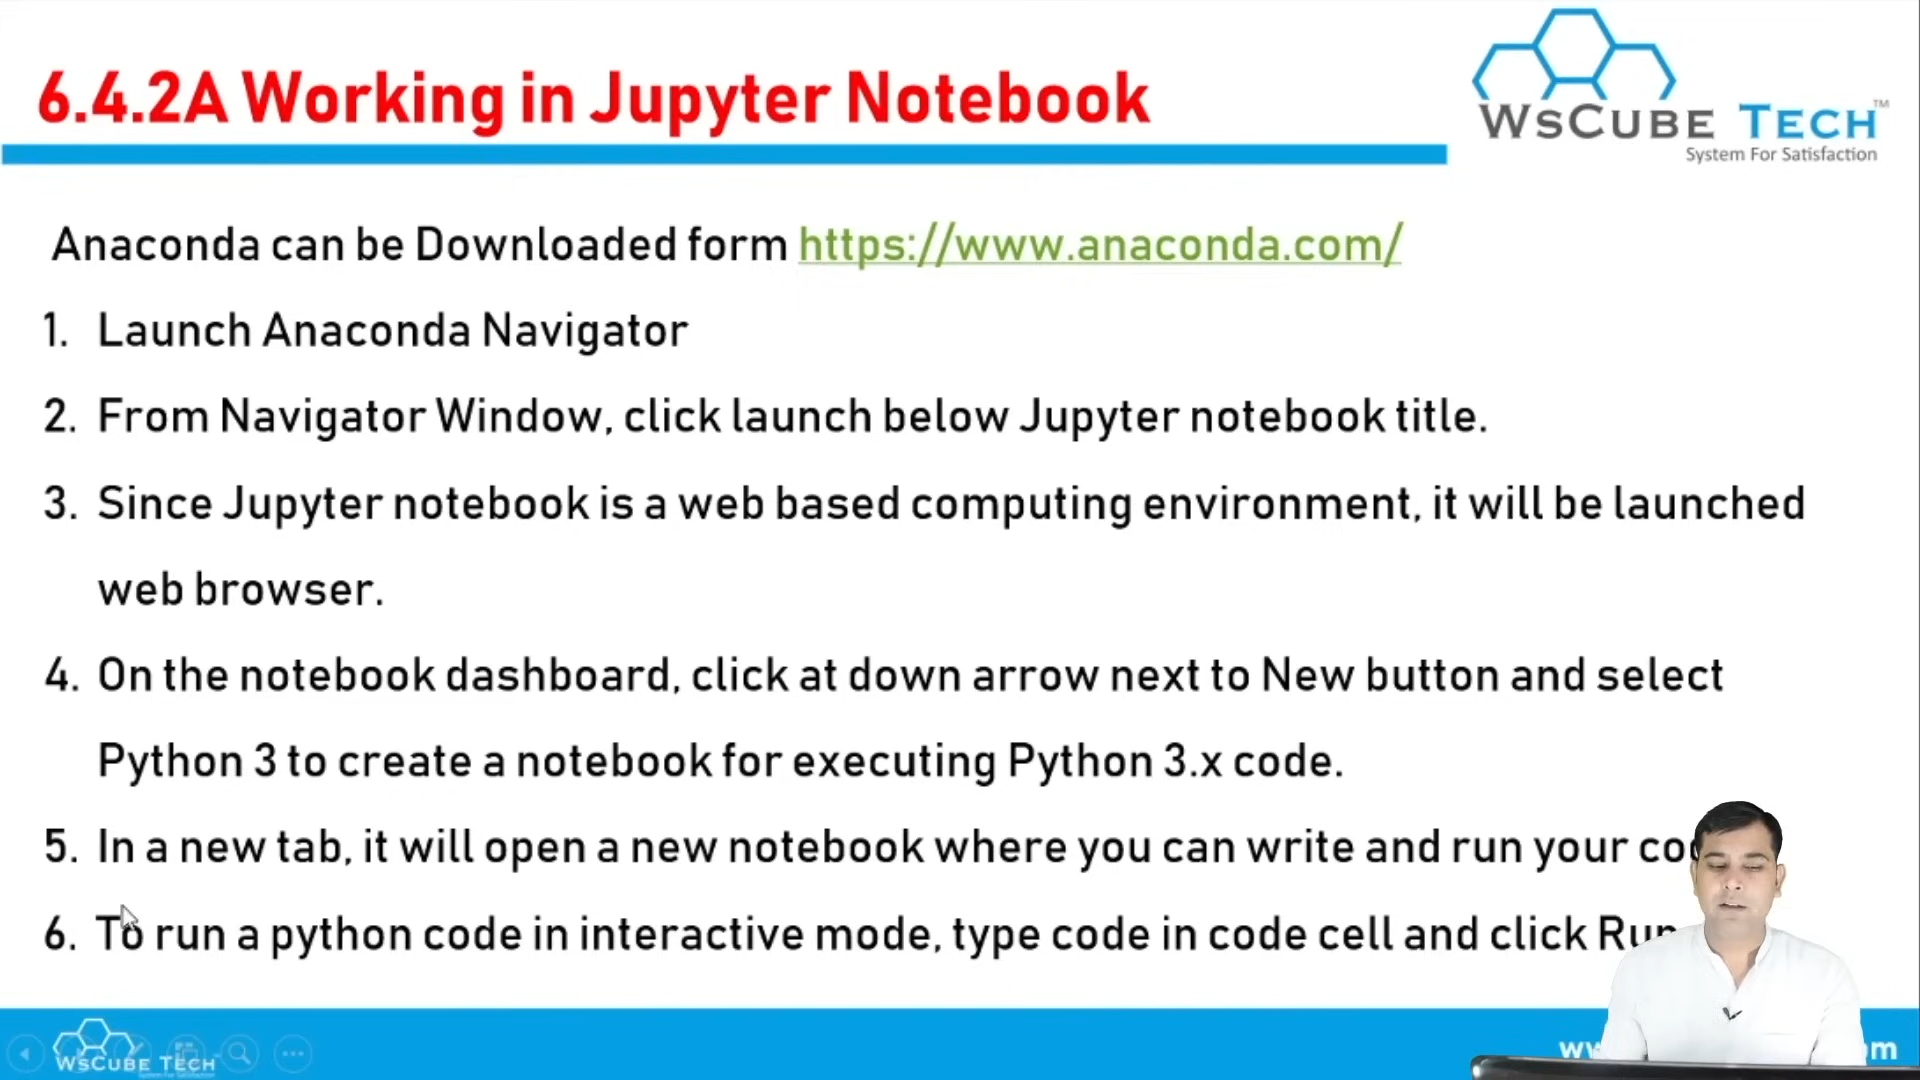 6.4.2A Working in Jupyter Notebook
WsCube Tech™
System For Satisfaction
Anaconda can be Downloaded form https://www.anaconda.com/
1. Launch Anaconda Navigator
2. From Navigator Window, click launch below Jupyter notebook title.
3. Since Jupyter notebook is a web based computing environment, it will be launched
web browser.
4. On the notebook dashboard, click at down arrow next to New button and select
Python 3 to create a notebook for executing Python 3.x code.
5. In a new tab, it will open a new notebook where you can write and run your
6. To run a python code in interactive mode, type code in code cell and click Run
WsCube Tech
System For Satisfaction